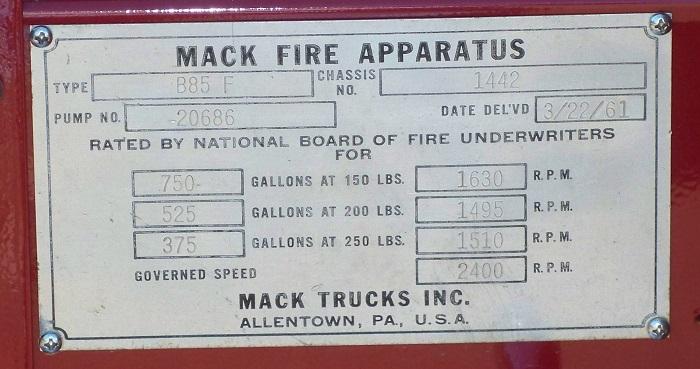 MACK FIRE APPARATUS
TYPE B85 F CHASSIS NO. 1442
PUMP NO. 20686 DATE DEL'VD 3/22/61
RATED BY NATIONAL BOARD OF FIRE UNDERWRITERS
FOR
750 GALLONS AT 150 LBS. 1630 R.P.M.
525 GALLONS AT 200 LBS. 1495 R.P.M.
375 GALLONS AT 250 LBS. 1510 R.P.M.
GOVERNED SPEED 2400 R.P.M.
MACK TRUCKS INC.
ALLENTOWN, PA., U.S.A.